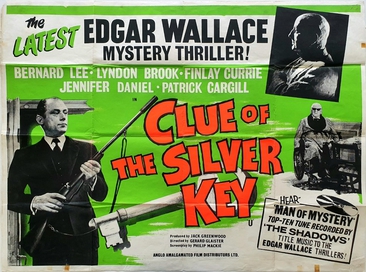 the LATEST
EDGAR WALLACE
MYSTERY THRILLER!
BERNARD LEE · LYNDON BROOK · FINLAY CURRIE
JENNIFER DANIEL · PATRICK CARGILL
IN
CLUE OF
THE SILVER
KEY
Produced by JACK GREENWOOD
Directed by GERARD GLAISTER
Screenplay by PHILIP MACKIE
ANGLO AMALGAMATED FILM DISTRIBUTORS LTD.
HEAR
"MAN OF MYSTERY"
TOP-TEN TUNE RECORDED BY
'THE SHADOWS'
TITLE MUSIC TO THE
EDGAR WALLACE THRILLERS!